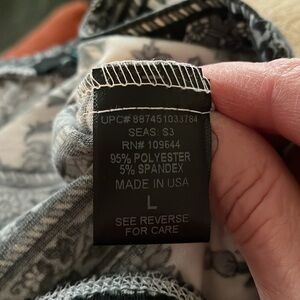 UPC# 887451033784
SEAS: S3
RN# 109644
95% POLYESTER
5% SPANDEX
MADE IN USA
L
SEE REVERSE
FOR CARE